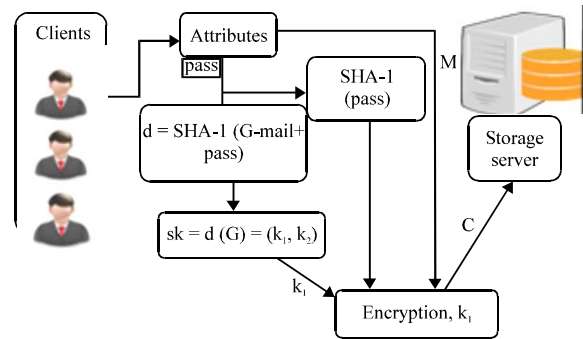 Clients
Attributes
pass
M
SHA-1
(pass)
d = SHA-1 (G-mail+
pass)
Storage
server
sk = d (G) = (k₁, k₂)
C
k₁
Encryption, k₁